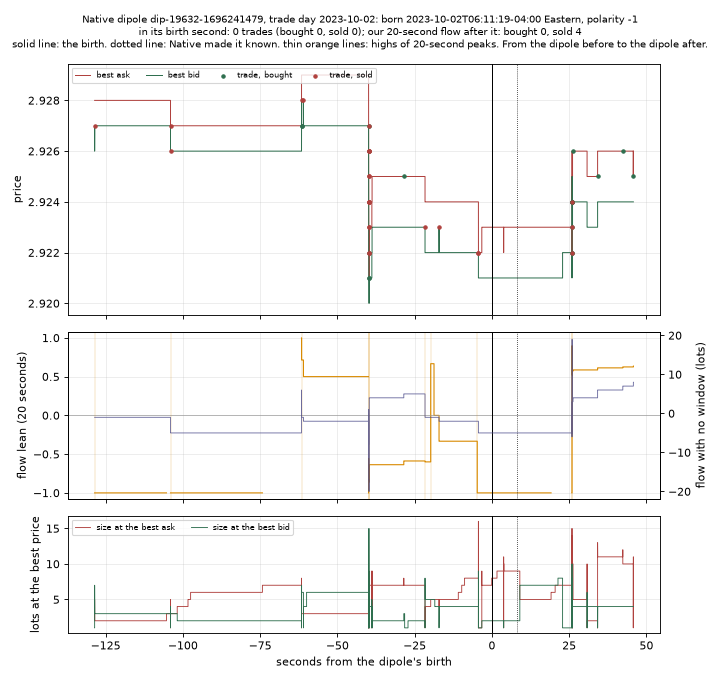 Native dipole dip-19632-1696241479, trade day 2023-10-02: born 2023-10-02T06:11:19-04:00 Eastern, polarity -1
in its birth second: 0 trades (bought 0, sold 0); our 20-second flow after it: bought 0, sold 4
solid line: the birth. dotted line: Native made it known. thin orange lines: highs of 20-second peaks. From the dipole before to the dipole after.
best ask
best bid
trade, bought
trade, sold
2.928
2.926
2.924
2.922
2.920
price
1.0
0.5
0.0
−0.5
−1.0
flow lean (20 seconds)
20
10
0
−10
−20
flow with no window (lots)
size at the best ask
size at the best bid
15
10
5
lots at the best price
−125
−100
−75
−50
−25
0
25
50
seconds from the dipole's birth